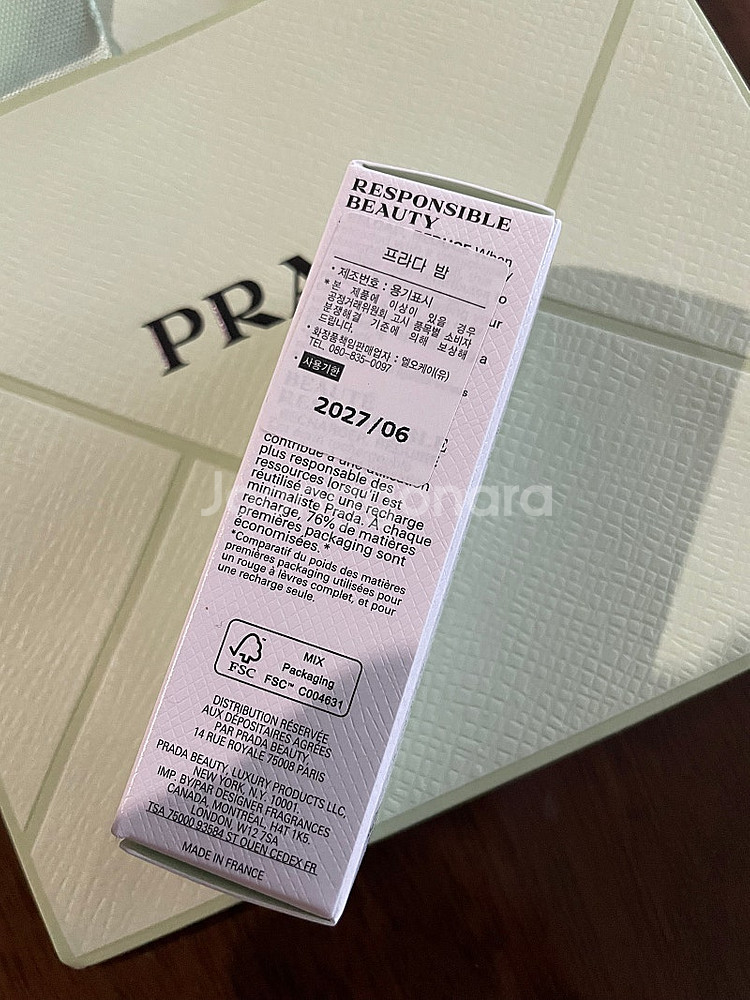 PRA
RESPONSIBLE
BEAUTY
When
프라다 밤
• 제조번호 : 용기표시
* 본 제품에 이상이 있을 경우
공정거래위원회 고시 품목별 소비자
분쟁해결 기준에 의해 보상해
드립니다.
• 화장품책임판매업자 : 엘오케이(유)
TEL. 080-835-0097
• 사용기한
2027/06
contribue à une utilisation
plus responsable des
ressources lorsqu'il est
réutilisé avec une recharge
minimaliste Prada. À chaque
recharge, 76% de matières
premières packaging sont
économisées. *
*Comparatif du poids des matières
premières packaging utilisées pour
un rouge à lèvres complet, et pour
une recharge seule.
FSC
MIX
Packaging
FSC™ C004631
DISTRIBUTION RÉSERVÉE
AUX DÉPOSITAIRES AGRÉÉS
PAR PRADA BEAUTY
14 RUE ROYALE 75008 PARIS
PRADA BEAUTY, LUXURY PRODUCTS LLC,
NEW YORK, N.Y. 10001.
IMP. BY/PAR DESIGNER FRAGRANCES
CANADA, MONTRÉAL, H4T 1K5.
LONDON, W12 7SA
TSA 75000 93584 ST OUEN CEDEX FR
MADE IN FRANCE